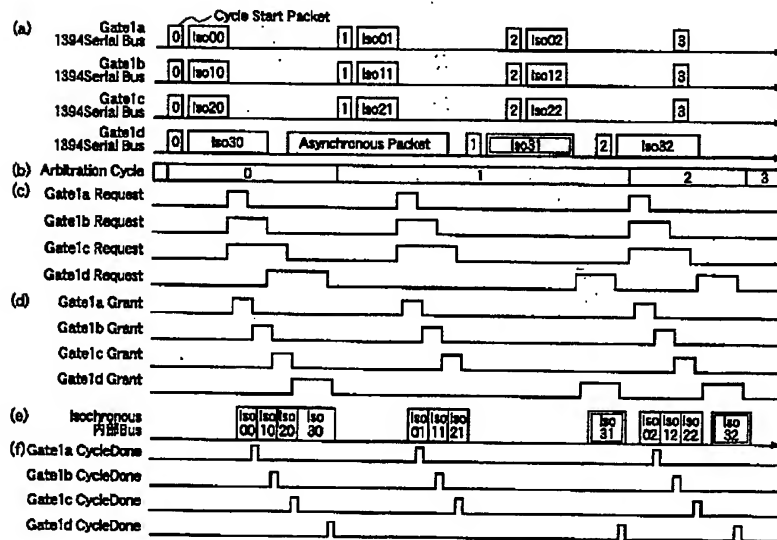 Cycle Start Packet
(a) Gate1a 1394Serial Bus 0 Iso00 1 Iso01 2 Iso02 3
Gate1b 1394Serial Bus 0 Iso10 1 Iso11 2 Iso12 3
Gate1c 1394Serial Bus 0 Iso20 1 Iso21 2 Iso22 3
Gate1d 1394Serial Bus 0 Iso30 Asynchronous Packet 1 Iso31 2 Iso32
(b) Arbitration Cycle 0 1 2 3
(c) Gate1a Request
Gate1b Request
Gate1c Request
Gate1d Request
(d) Gate1a Grant
Gate1b Grant
Gate1c Grant
Gate1d Grant
(e) Isochronous 内部Bus Iso 00 Iso 10 Iso 20 Iso 30 Iso 01 Iso 11 Iso 21 Iso 31 Iso 02 Iso 12 Iso 22 Iso 32
(f) Gate1a CycleDone
Gate1b CycleDone
Gate1c CycleDone
Gate1d CycleDone